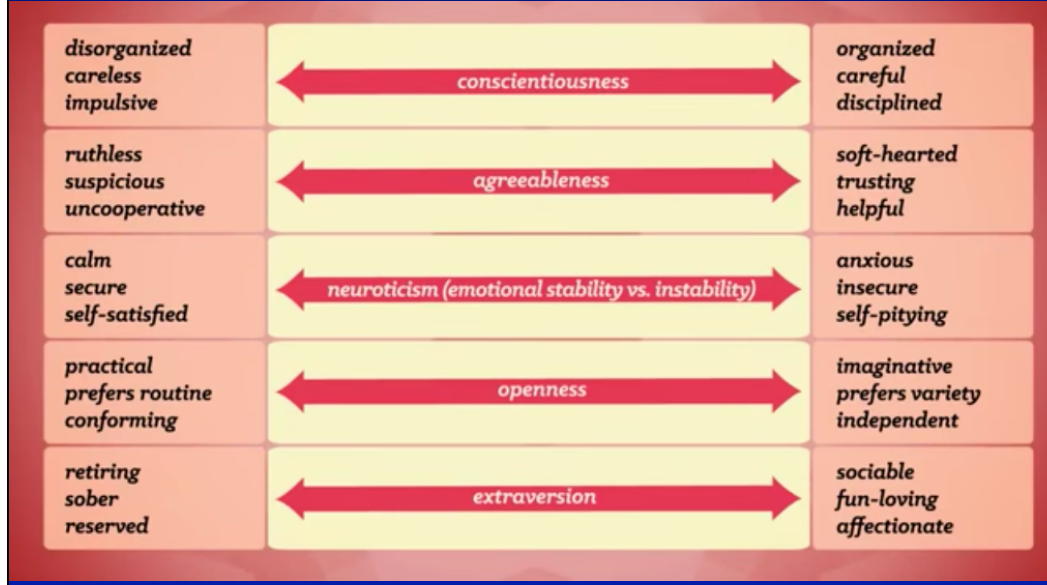 disorganized
careless
impulsive
conscientiousness
organized
careful
disciplined
ruthless
suspicious
uncooperative
agreeableness
soft-hearted
trusting
helpful
calm
secure
self-satisfied
neuroticism (emotional stability vs. instability)
anxious
insecure
self-pitying
practical
prefers routine
conforming
openness
imaginative
prefers variety
independent
retiring
sober
reserved
extraversion
sociable
fun-loving
affectionate